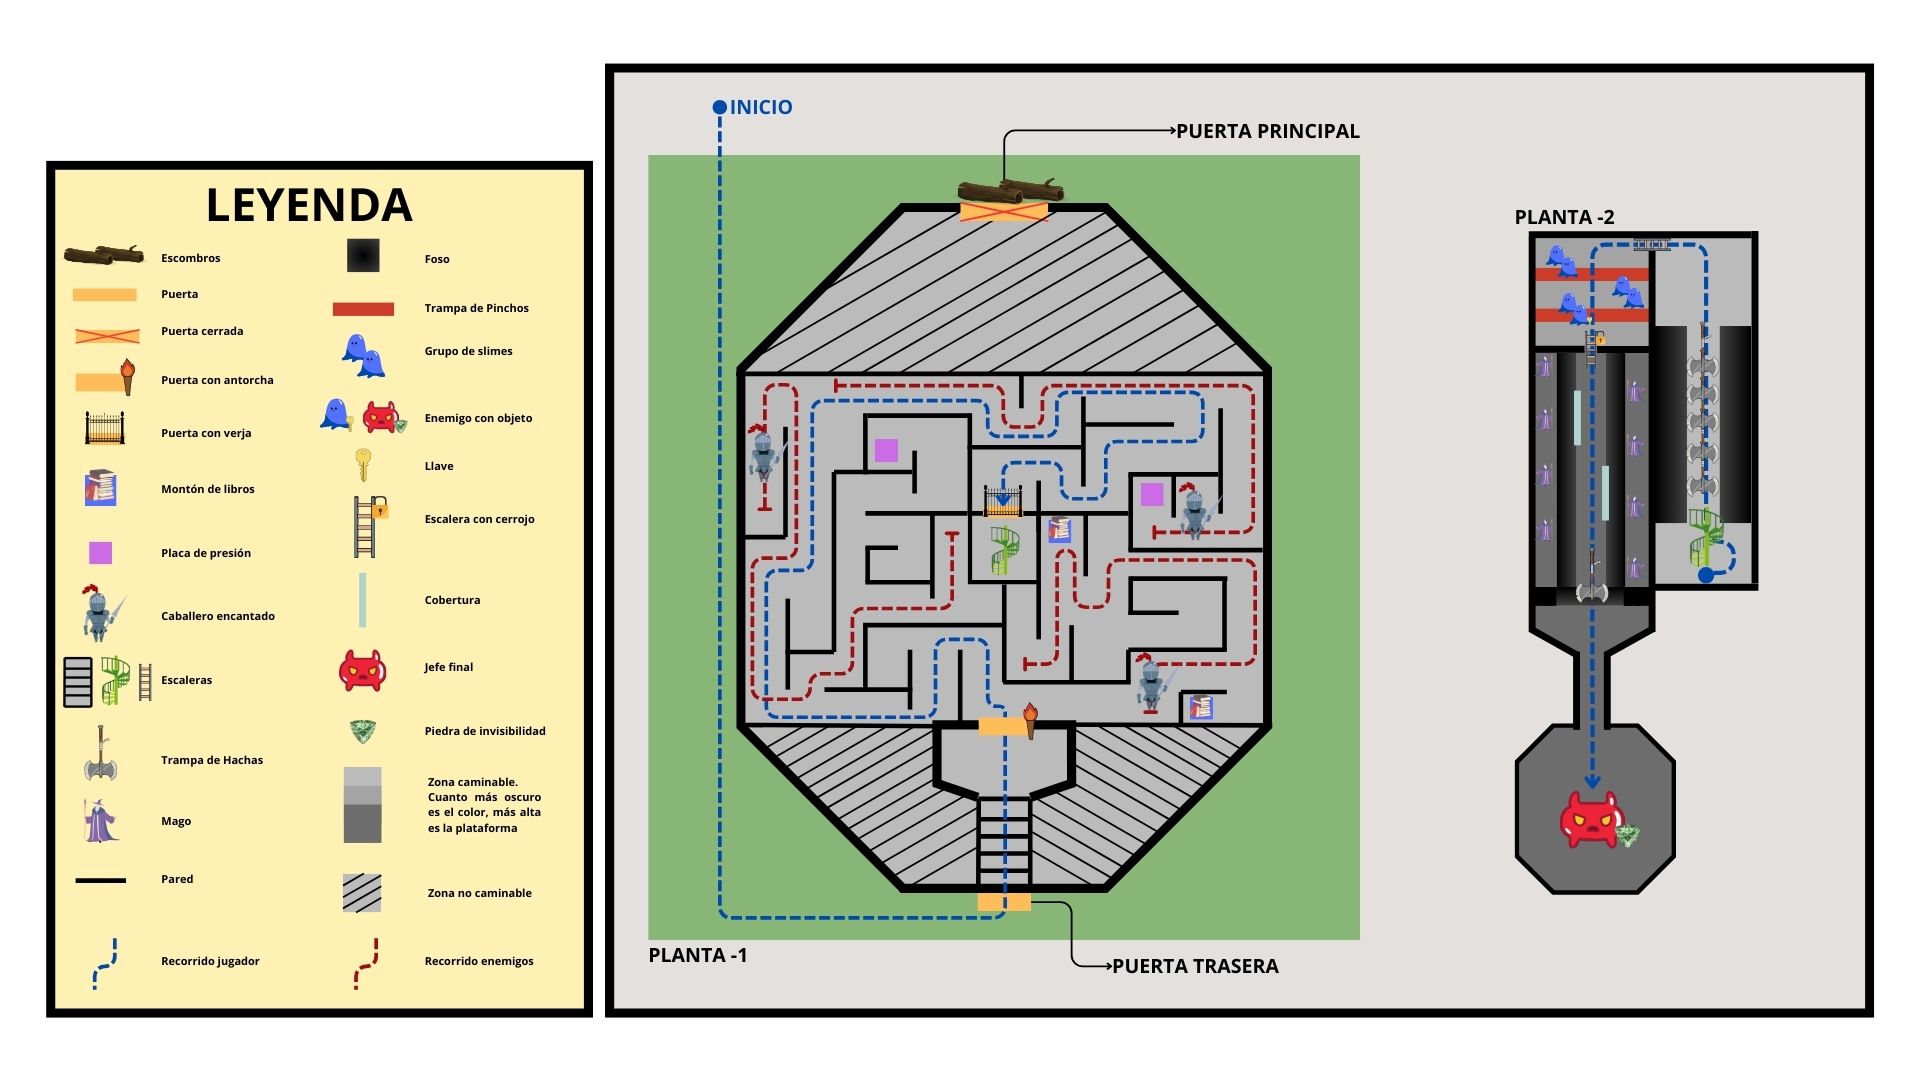 LEYENDA
Escombros
Puerta
Puerta cerrada
Puerta con antorcha
Puerta con verja
Montón de libros
Placa de presión
Caballero encantado
Escaleras
Trampa de Hachas
Mago
Pared
Recorrido jugador
Foso
Trampa de Pinchos
Grupo de slimes
Enemigo con objeto
Llave
Escalera con cerrojo
Cobertura
Jefe final
Piedra de invisibilidad
Zona caminable.
Cuanto más oscuro
es el color, más alta
es la plataforma
Zona no caminable
Recorrido enemigos
INICIO
PUERTA PRINCIPAL
PLANTA -1
PUERTA TRASERA
PLANTA -2